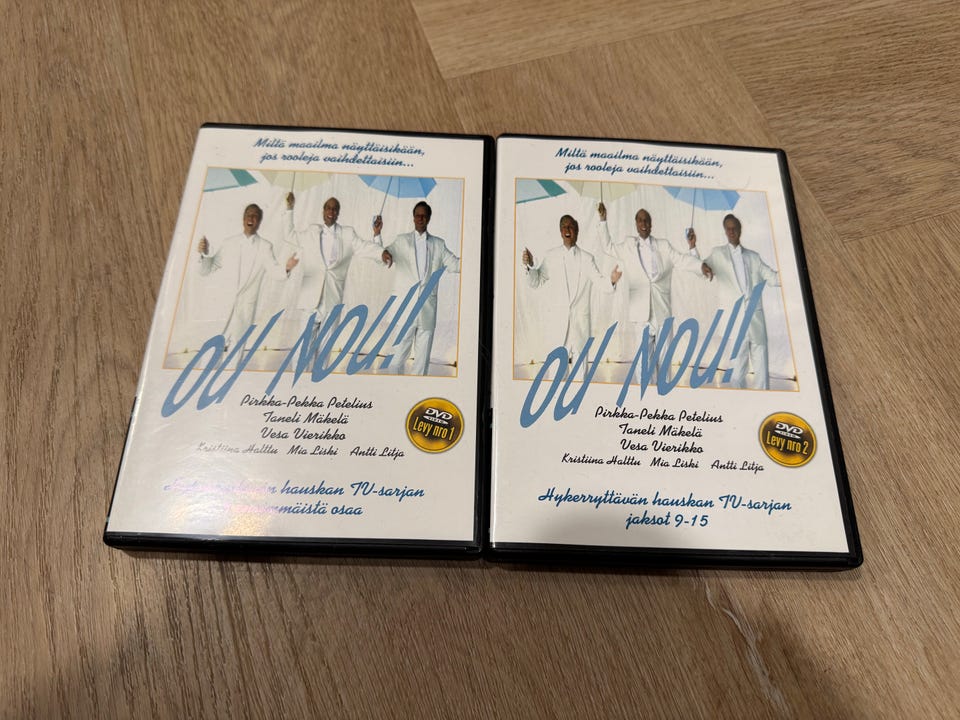 Miltä maailma näyttäisikään,
jos rooleja vaihdettaisiin...
OU NOU!
Pirkka-Pekka Petelius
Taneli Mäkelä
Vesa Vierikko
Kristiina Halttu Mia Liski Antti Litja
DVD
VIDEO
Levy nro 1
hauskan TV-sarjan
osaa
Miltä maailma näyttäisikään,
jos rooleja vaihdettaisiin...
OU NOU!
Pirkka-Pekka Petelius
Taneli Mäkelä
Vesa Vierikko
Kristiina Halttu Mia Liski Antti Litja
DVD
VIDEO
Levy nro 2
Hykerryttävän hauskan TV-sarjan
jaksot 9-15